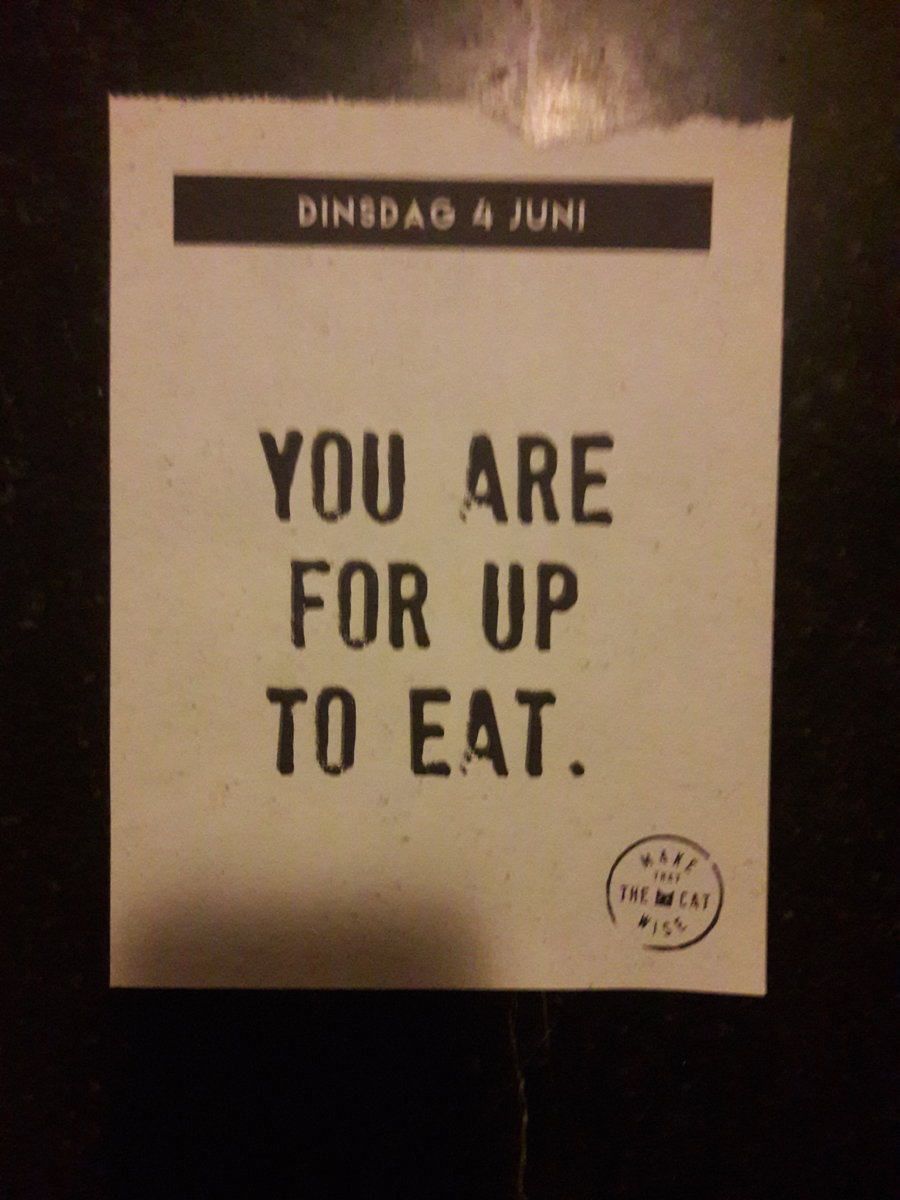 DINSDAG 4 JUNI
YOU ARE
FOR UP
TO EAT.
MAKE
THAT
THE CAT
WISE